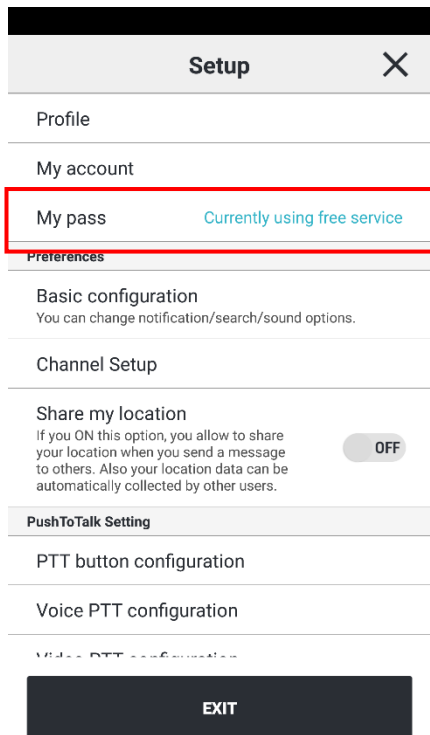 Setup
Profile
My account
My pass Currently using free service
Preferences
Basic configuration
You can change notification/search/sound options.
Channel Setup
Share my location
If you ON this option, you allow to share
your location when you send a message
to others. Also your location data can be
automatically collected by other users.
OFF
PushToTalk Setting
PTT button configuration
Voice PTT configuration
Video PTT configuration
EXIT